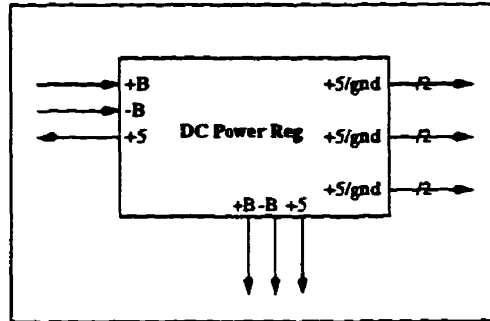 +B +5/gnd /2
-B
+5 DC Power Reg +5/gnd /2
+5/gnd /2
+B -B +5